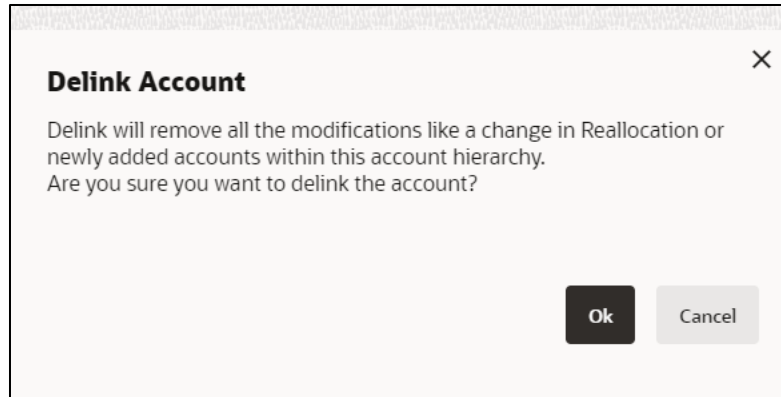 Delink Account
Delink will remove all the modifications like a change in Reallocation or
newly added accounts within this account hierarchy.
Are you sure you want to delink the account?
Ok
Cancel